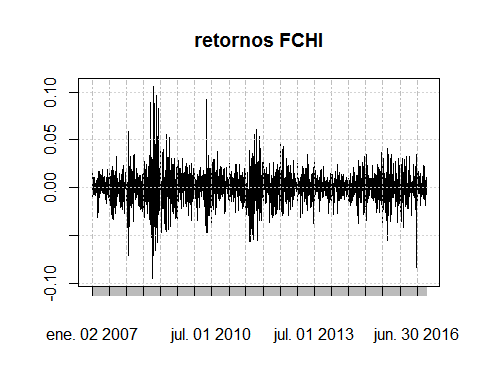 retornos FCHI
0.10
0.05
0.00
-0.10
ene. 02 2007
jul. 01 2010
jul. 01 2013
jun. 30 2016